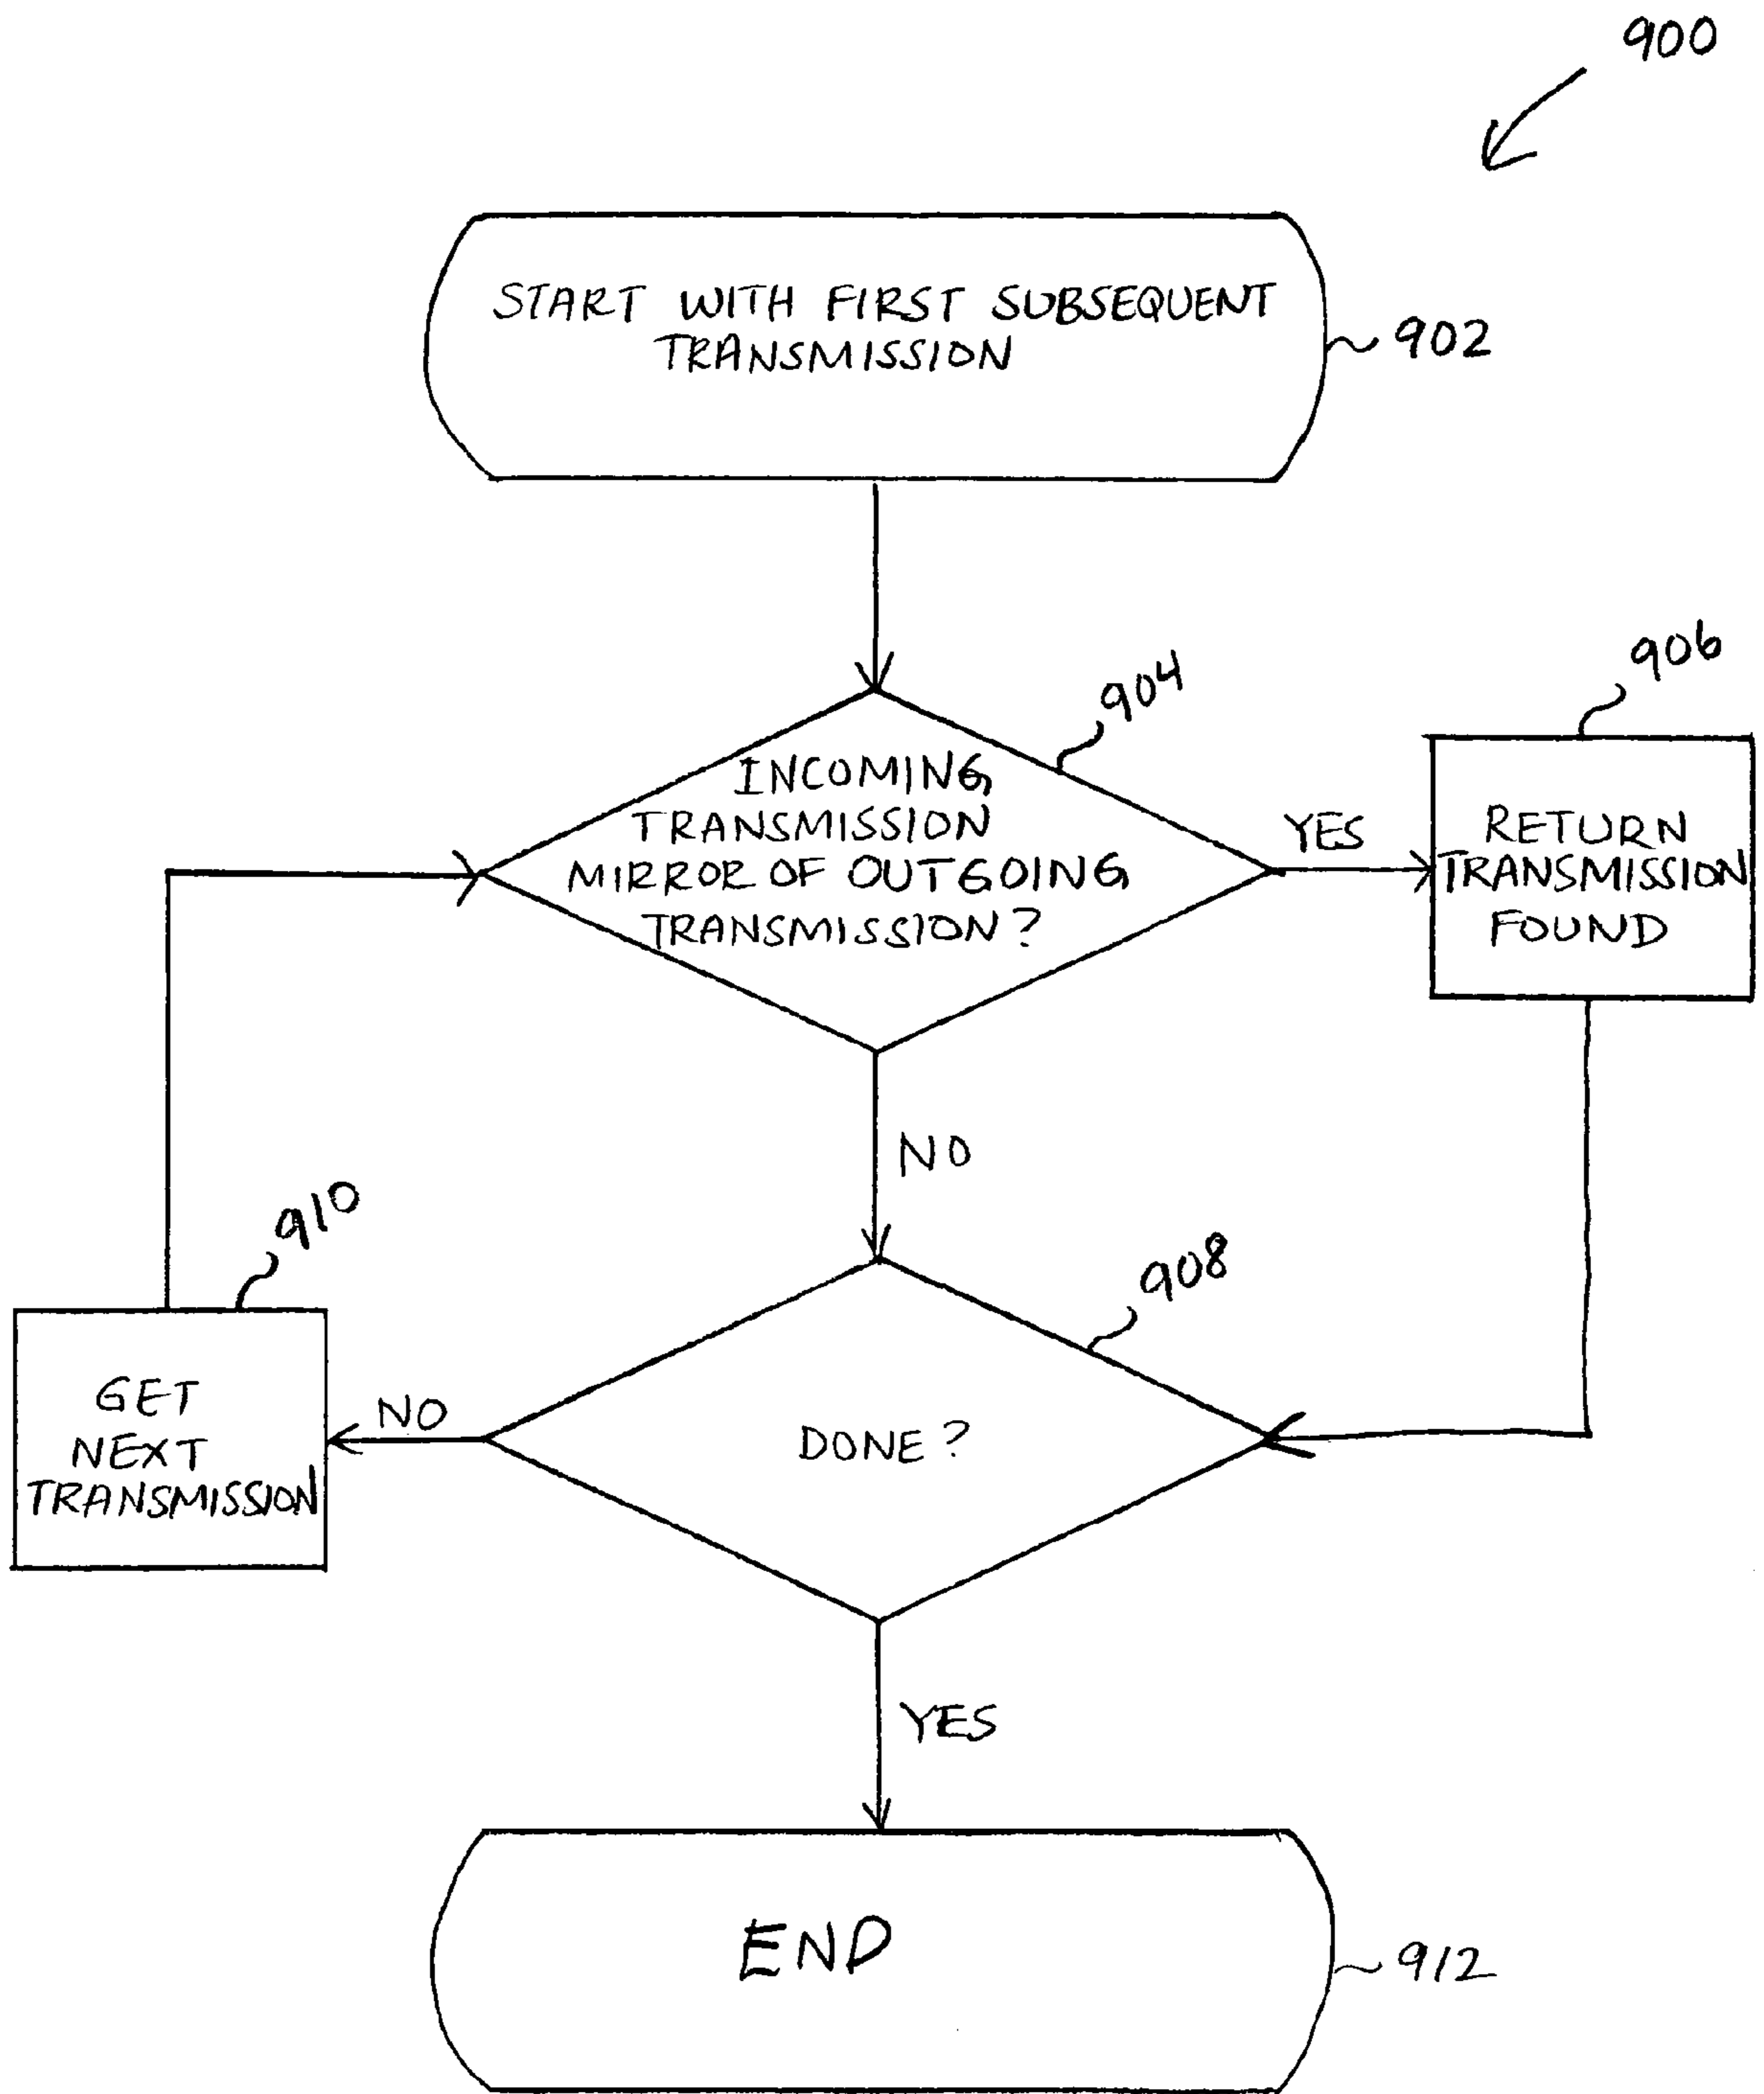 900
START WITH FIRST SUBSEQUENT
TRANSMISSION
902
904
906
INCOMING
TRANSMISSION
MIRROR OF OUTGOING
TRANSMISSION?
YES
RETURN
TRANSMISSION
FOUND
NO
910
908
GET
NEXT
TRANSMISSION
NO
DONE?
YES
END
912